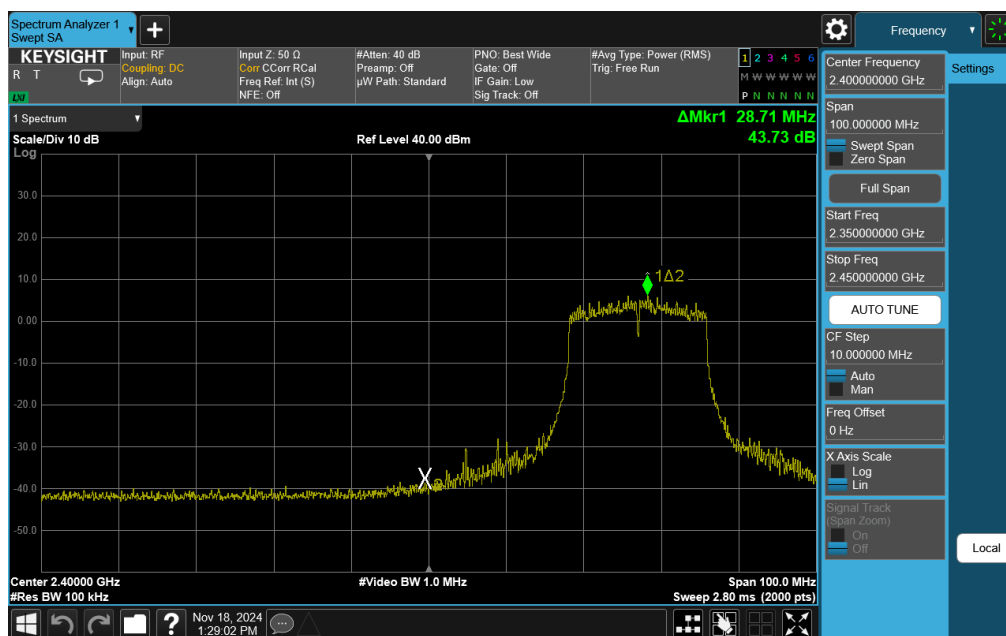 Spectrum Analyzer 1
Swept SA
+
Frequency
KEYSIGHT
R T
LXI
Input: RF
Coupling: DC
Align: Auto
Input Z: 50 Ω
Corr CCorr RCal
Freq Ref: Int (S)
NFE: Off
#Atten: 40 dB
Preamp: Off
µW Path: Standard
PNO: Best Wide
Gate: Off
IF Gain: Low
Sig Track: Off
#Avg Type: Power (RMS)
Trig: Free Run
1 2 3 4 5 6
M W W W W W
P N N N N N
1 Spectrum
Scale/Div 10 dB
Ref Level 40.00 dBm
ΔMkr1 28.71 MHz
43.73 dB
Log
30.0
20.0
10.0
0.00
-10.0
-20.0
-30.0
-40.0
-50.0
1Δ2
X2
Center 2.40000 GHz
#Video BW 1.0 MHz
Span 100.0 MHz
#Res BW 100 kHz
Sweep 2.80 ms (2000 pts)
Center Frequency
2.400000000 GHz
Settings
Span
100.000000 MHz
Swept Span
Zero Span
Full Span
Start Freq
2.350000000 GHz
Stop Freq
2.450000000 GHz
AUTO TUNE
CF Step
10.000000 MHz
Auto
Man
Freq Offset
0 Hz
X Axis Scale
Log
Lin
Signal Track
(Span Zoom)
On
Off
Local
?
Nov 18, 2024
1:29:02 PM